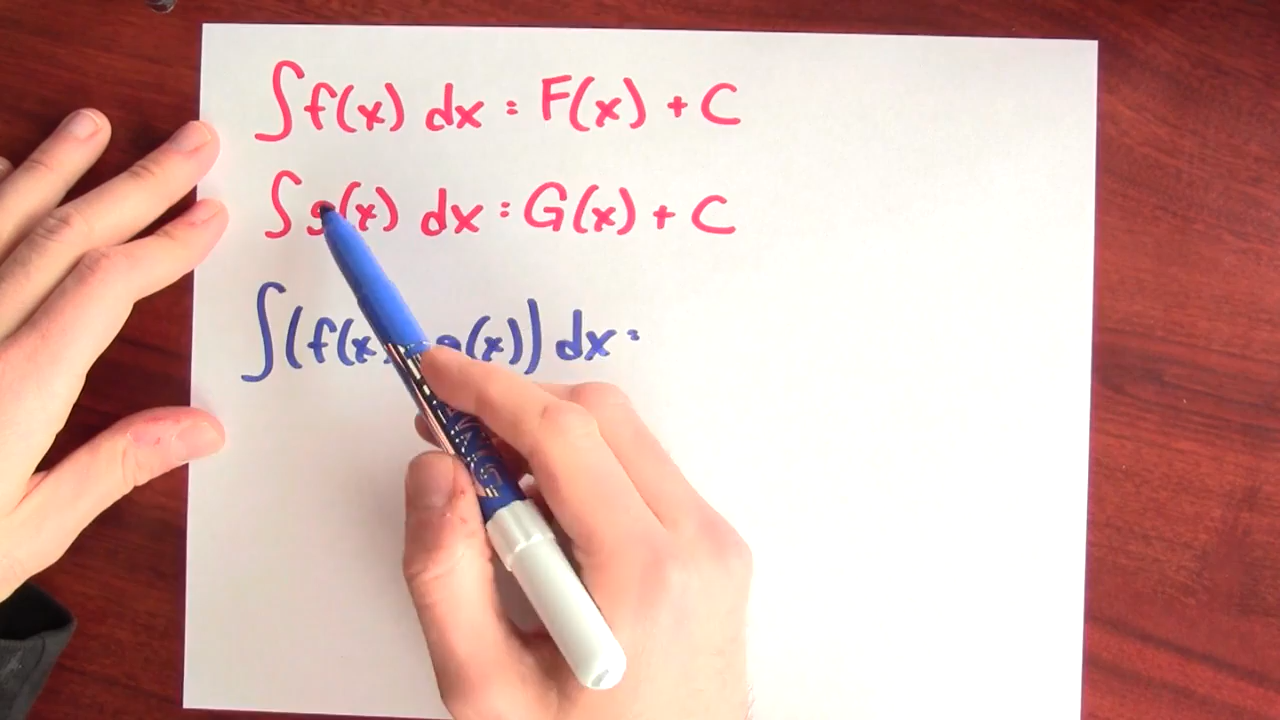 ∫f(x) dx = F(x) + C
∫g(x) dx = G(x) + C
∫(f(x) g(x)) dx =